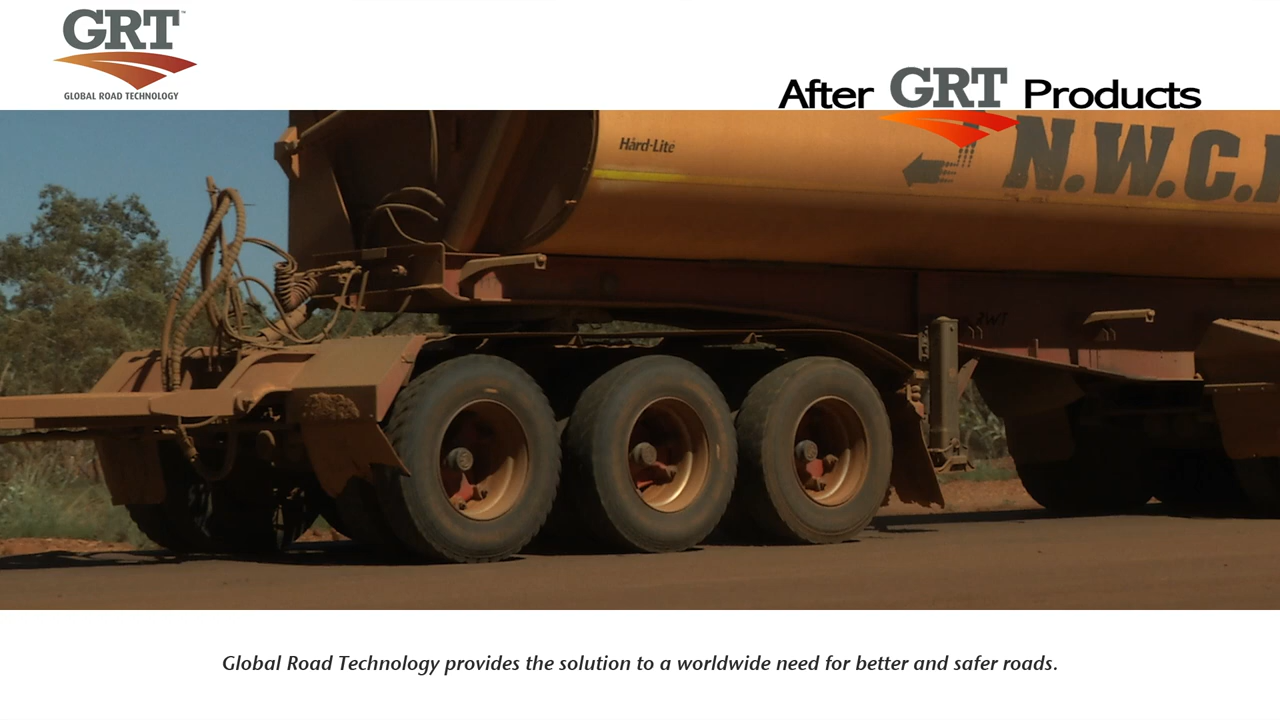 GRT™
GLOBAL ROAD TECHNOLOGY
After GRT Products
Hard-Lite
N.W.C.
Global Road Technology provides the solution to a worldwide need for better and safer roads.